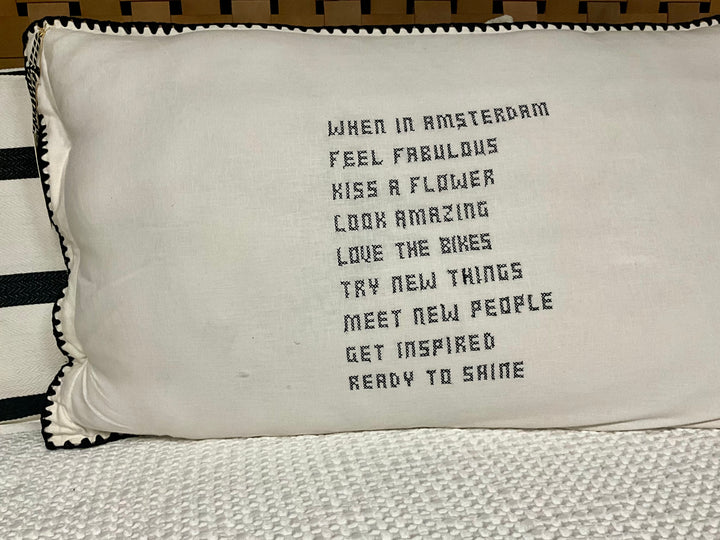 WHEN IN AMSTERDAM
FEEL FABULOUS
KISS A FLOWER
LOOK AMAZING
LOVE THE BIKES
TRY NEW THINGS
MEET NEW PEOPLE
GET INSPIRED
READY TO SHINE